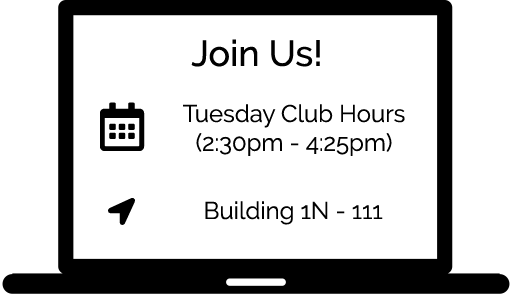 Join Us!
Tuesday Club Hours
(2:30pm - 4:25pm)
Building 1N - 111